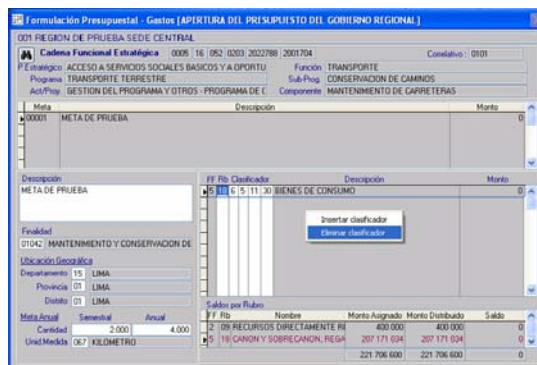 Formulación Presupuestal - Gastos [APERTURA DEL PRESUPUESTO DEL GOBIERNO REGIONAL]
001 REGION DE PRUEBA SEDE CENTRAL
Cadena Funcional Estratégica 0005 16 052 0203 2022788 2001704 Correlativo : 0101
P.Estratégico ACCESO A SERVICIOS SOCIALES BASICOS Y A OPORTU Función TRANSPORTE
Programa TRANSPORTE TERRESTRE Sub-Prog. CONSERVACION DE CAMINOS
Act/Proy GESTION DEL PROGRAMA Y OTROS - PROGRAMA DE C Componente MANTENIMIENTO DE CARRETERAS
Meta Descripción Monto
00001 META DE PRUEBA 0
Descripción FF Rb Clasificador Descripción Monto
META DE PRUEBA 5 18 6 5 11 30 BIENES DE CONSUMO 0
Insertar clasificador
Eliminar clasificador
Finalidad
01042 MANTENIMIENTO Y CONSERVACION DE
Ubicación Geográfica
Departamento 15 LIMA
Provincia 01 LIMA
Distrito 01 LIMA
Saldos por Rubro
Meta Anual Semestral Anual FF Rb Nombre Monto Asignado Monto Distribuido Saldo
Cantidad 2.000 4.000 2 09 RECURSOS DIRECTAMENTE RE 400 000 400 000 0
Unid.Medida 067 KILOMETRO 5 18 CANON Y SOBRECANON, REGA 207 171 034 207 171 034 0
221 706 600 221 706 600 0